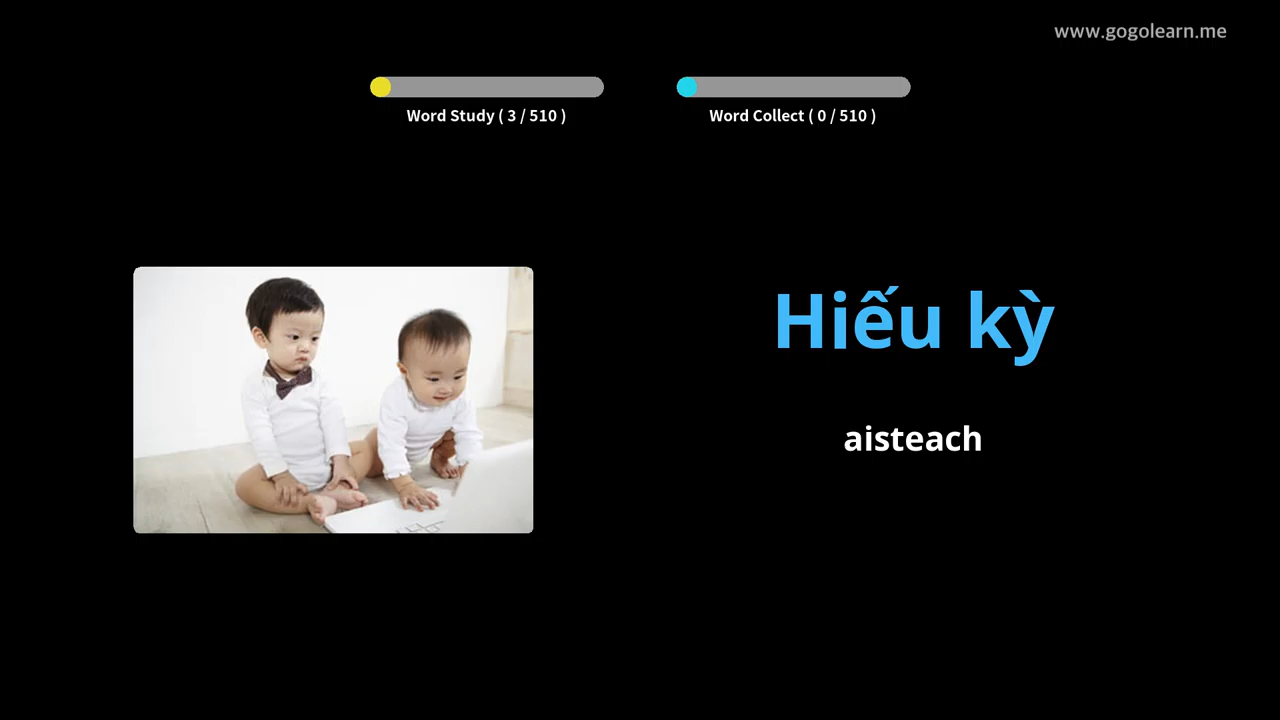 www.gogolearn.me
Word Study ( 3 / 510 )
Word Collect ( 0 / 510 )
Hiếu kỳ
aisteach